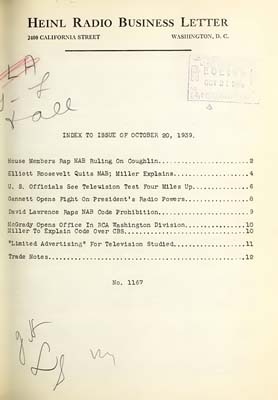 HEINL RADIO BUSINESS LETTER
2400 CALIFORNIA STREET WASHINGTON, D. C.
INDEX TO ISSUE OF OCTOBER 20, 1939.
House Members Rap NAB Ruling On Coughlin........................2
Elliott Roosevelt Quits NAB; Miller Explains....................4
U. S. Officials See Television Test Four Miles Up...............6
Gannett Opens Fight On President's Radio Powers.................8
David Lawrence Raps NAB Code Prohibition........................9
McGrady Opens Office In RCA Washington Division.................10
Miller To Explain Code Over CBS.................................10
"Limited Advertising" For Television Studied....................11
Trade Notes.....................................................12
No. 1167